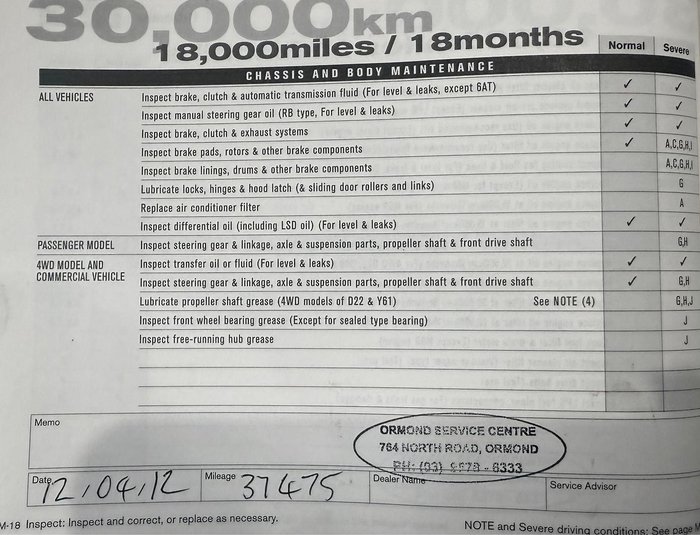 30,000km
18,000miles / 18months
Normal Severe
CHASSIS AND BODY MAINTENANCE
ALL VEHICLES Inspect brake, clutch & automatic transmission fluid (For level & leaks, except 6AT) ✓ ✓
Inspect manual steering gear oil (RB type, For level & leaks) ✓ ✓
Inspect brake, clutch & exhaust systems ✓ ✓
Inspect brake pads, rotors & other brake components ✓ A,C,G,H,I
Inspect brake linings, drums & other brake components A,C,G,H,I
Lubricate locks, hinges & hood latch (& sliding door rollers and links) G
Replace air conditioner filter A
Inspect differential oil (including LSD oil) (For level & leaks) ✓ ✓
PASSENGER MODEL Inspect steering gear & linkage, axle & suspension parts, propeller shaft & front drive shaft G,H
4WD MODEL AND Inspect transfer oil or fluid (For level & leaks) ✓ ✓
COMMERCIAL VEHICLE Inspect steering gear & linkage, axle & suspension parts, propeller shaft & front drive shaft ✓ G,H
Lubricate propeller shaft grease (4WD models of D22 & Y61) See NOTE (4) G,H,J
Inspect front wheel bearing grease (Except for sealed type bearing) J
Inspect free-running hub grease J
Memo
ORMOND SERVICE CENTRE
764 NORTH ROAD, ORMOND
PH: (03) 9578 - 6333
Date 12/04/12 Mileage 37475 Dealer Name Service Advisor
M-18 Inspect: Inspect and correct, or replace as necessary.
NOTE and Severe driving conditions: See page M